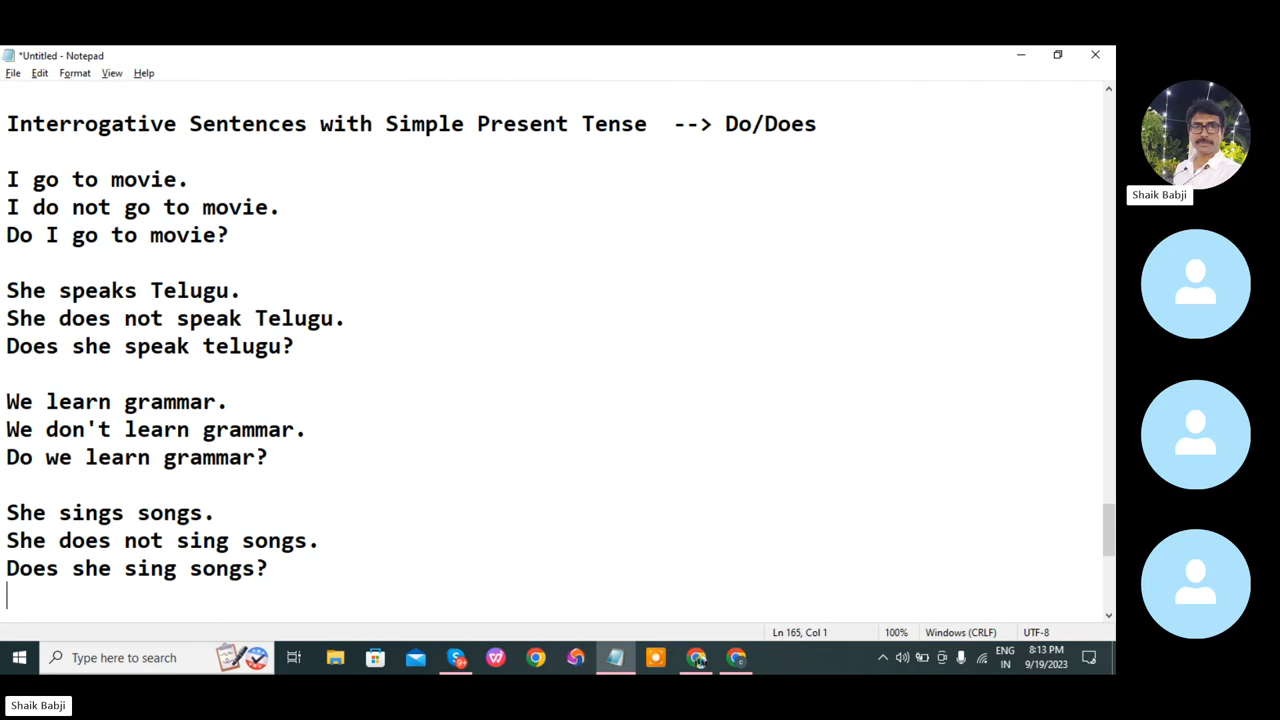 *Untitled - Notepad
File Edit Format View Help
Interrogative Sentences with Simple Present Tense --> Do/Does
I go to movie.
I do not go to movie.
Do I go to movie?
She speaks Telugu.
She does not speak Telugu.
Does she speak telugu?
We learn grammar.
We don't learn grammar.
Do we learn grammar?
She sings songs.
She does not sing songs.
Does she sing songs?
Ln 165, Col 1 100% Windows (CRLF) UTF-8
Type here to search
ENG
IN
8:13 PM
9/19/2023
Shaik Babji
Shaik Babji